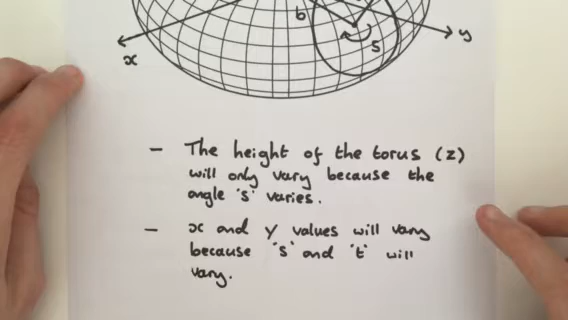 b
s
x
y
- The height of the torus (z)
will only vary because the
angle 's' varies.
- x and y values will vary
because 's' and 't' will
vary.